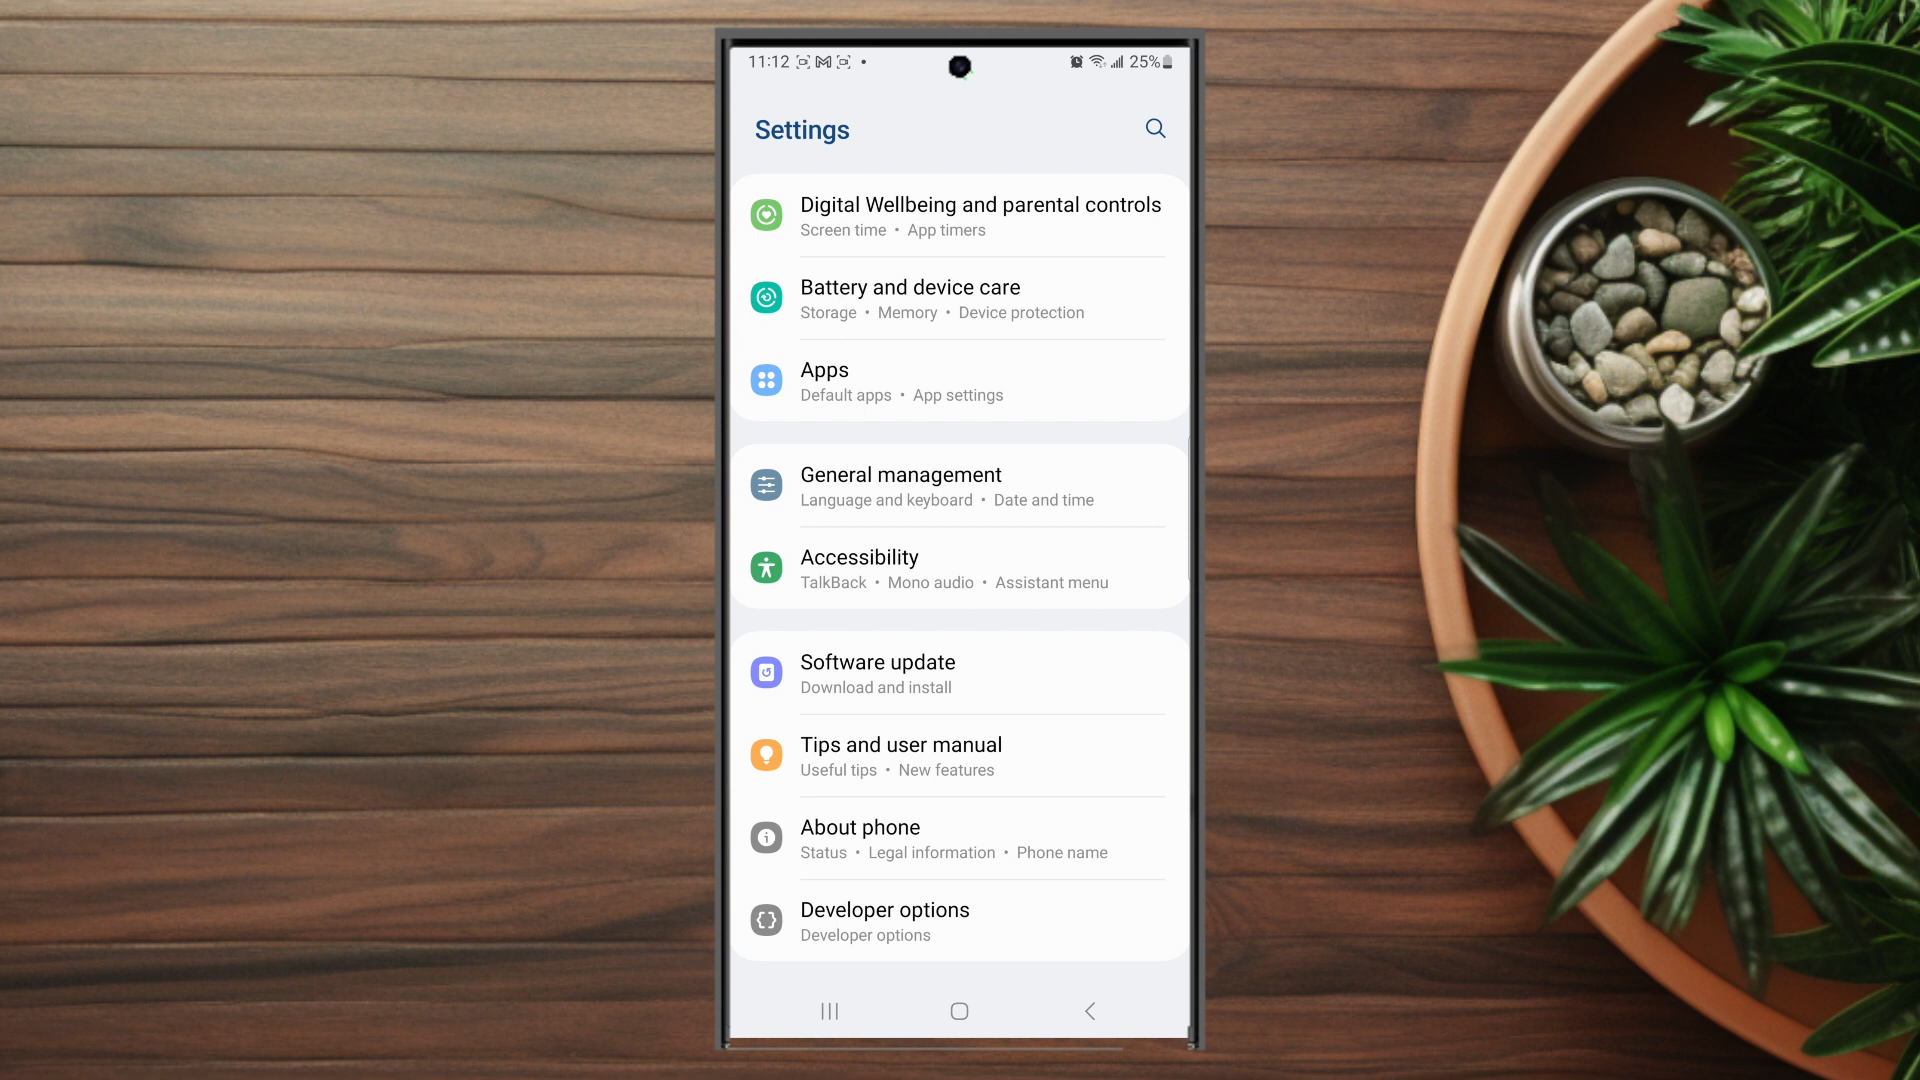 11:12 25%
Settings
Digital Wellbeing and parental controls
Screen time • App timers
Battery and device care
Storage • Memory • Device protection
Apps
Default apps • App settings
General management
Language and keyboard • Date and time
Accessibility
TalkBack • Mono audio • Assistant menu
Software update
Download and install
Tips and user manual
Useful tips • New features
About phone
Status • Legal information • Phone name
Developer options
Developer options